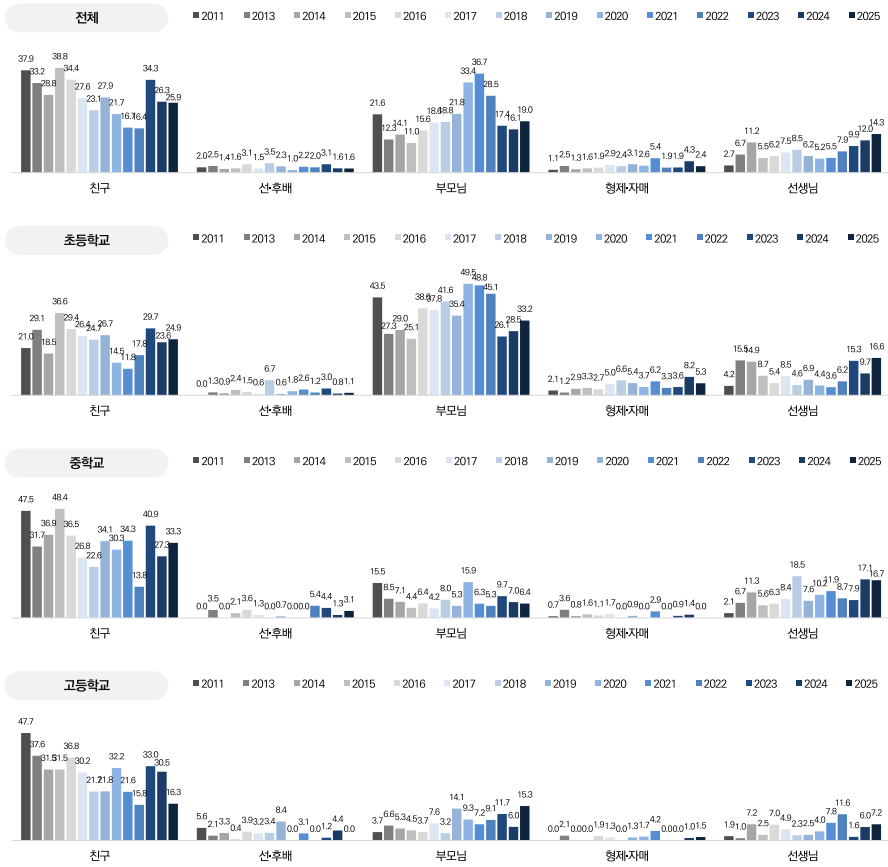 전체
2011 2013 2014 2015 2016 2017 2018 2019 2020 2021 2022 2023 2024 2025
37.9 33.2 28.8 38.8 34.4 27.6 23.1 27.9 21.7 16.7 16.4 34.3 26.3 25.9
2.0 2.5 1.4 1.6 3.1 1.5 3.5 2.3 1.0 2.2 2.0 3.1 1.6 1.6
21.6 12.3 14.1 11.0 15.6 18.6 18.8 21.8 33.4 36.7 28.5 17.4 16.1 19.0
1.1 2.5 1.3 1.6 1.9 2.9 2.4 3.1 2.6 5.4 1.9 1.9 4.3 2.4
2.7 6.7 11.2 5.5 6.2 7.5 8.5 6.2 5.2 5.5 7.9 9.9 12.0 14.3
친구 선·후배 부모님 형제·자매 선생님
초등학교
2011 2013 2014 2015 2016 2017 2018 2019 2020 2021 2022 2023 2024 2025
21.0 29.1 18.5 36.6 29.4 26.4 24.7 26.7 14.5 11.8 17.8 29.7 23.6 24.9
0.0 1.3 0.9 2.4 1.5 0.6 6.7 0.6 1.8 2.6 1.2 3.0 0.8 1.1
43.5 27.3 29.0 25.1 38.8 37.8 41.6 35.4 49.5 48.8 45.1 26.1 28.5 33.2
2.1 1.2 2.9 3.3 2.7 5.0 6.6 5.4 3.7 6.2 3.3 3.6 8.2 5.3
4.2 15.5 14.9 8.7 5.4 8.5 4.6 6.9 4.4 3.6 6.2 15.3 9.7 16.6
친구 선·후배 부모님 형제·자매 선생님
중학교
2011 2013 2014 2015 2016 2017 2018 2019 2020 2021 2022 2023 2024 2025
47.5 31.7 36.9 48.4 36.5 26.8 22.6 34.1 30.3 34.3 13.8 40.9 27.3 33.3
0.0 3.5 0.0 2.1 3.6 1.3 0.0 0.7 0.0 0.0 5.4 4.4 1.3 3.1
15.5 8.5 7.1 4.4 6.4 4.2 8.0 5.3 15.9 6.3 5.3 9.7 7.0 6.4
0.7 3.6 0.8 1.6 1.1 1.7 0.0 0.9 0.0 2.9 0.0 0.9 1.4 0.0
2.1 6.7 11.3 5.6 6.3 8.4 18.5 7.6 10.2 11.9 8.7 7.9 17.1 16.7
친구 선·후배 부모님 형제·자매 선생님
고등학교
2011 2013 2014 2015 2016 2017 2018 2019 2020 2021 2022 2023 2024 2025
47.7 37.6 31.5 31.5 36.8 30.2 21.7 21.8 32.2 21.6 15.8 33.0 30.5 16.3
5.6 2.1 3.3 0.4 3.9 3.2 3.4 8.4 0.0 3.1 0.0 1.2 4.4 0.0
3.7 6.6 5.3 4.5 3.7 7.6 3.2 14.1 9.3 7.2 9.1 11.7 6.0 15.3
0.0 2.1 0.0 0.0 1.9 1.3 0.0 1.3 1.7 4.2 0.0 0.0 1.0 1.5
1.9 1.0 7.2 2.5 7.0 4.9 2.3 2.5 4.0 7.8 11.6 1.6 6.0 7.2
친구 선·후배 부모님 형제·자매 선생님